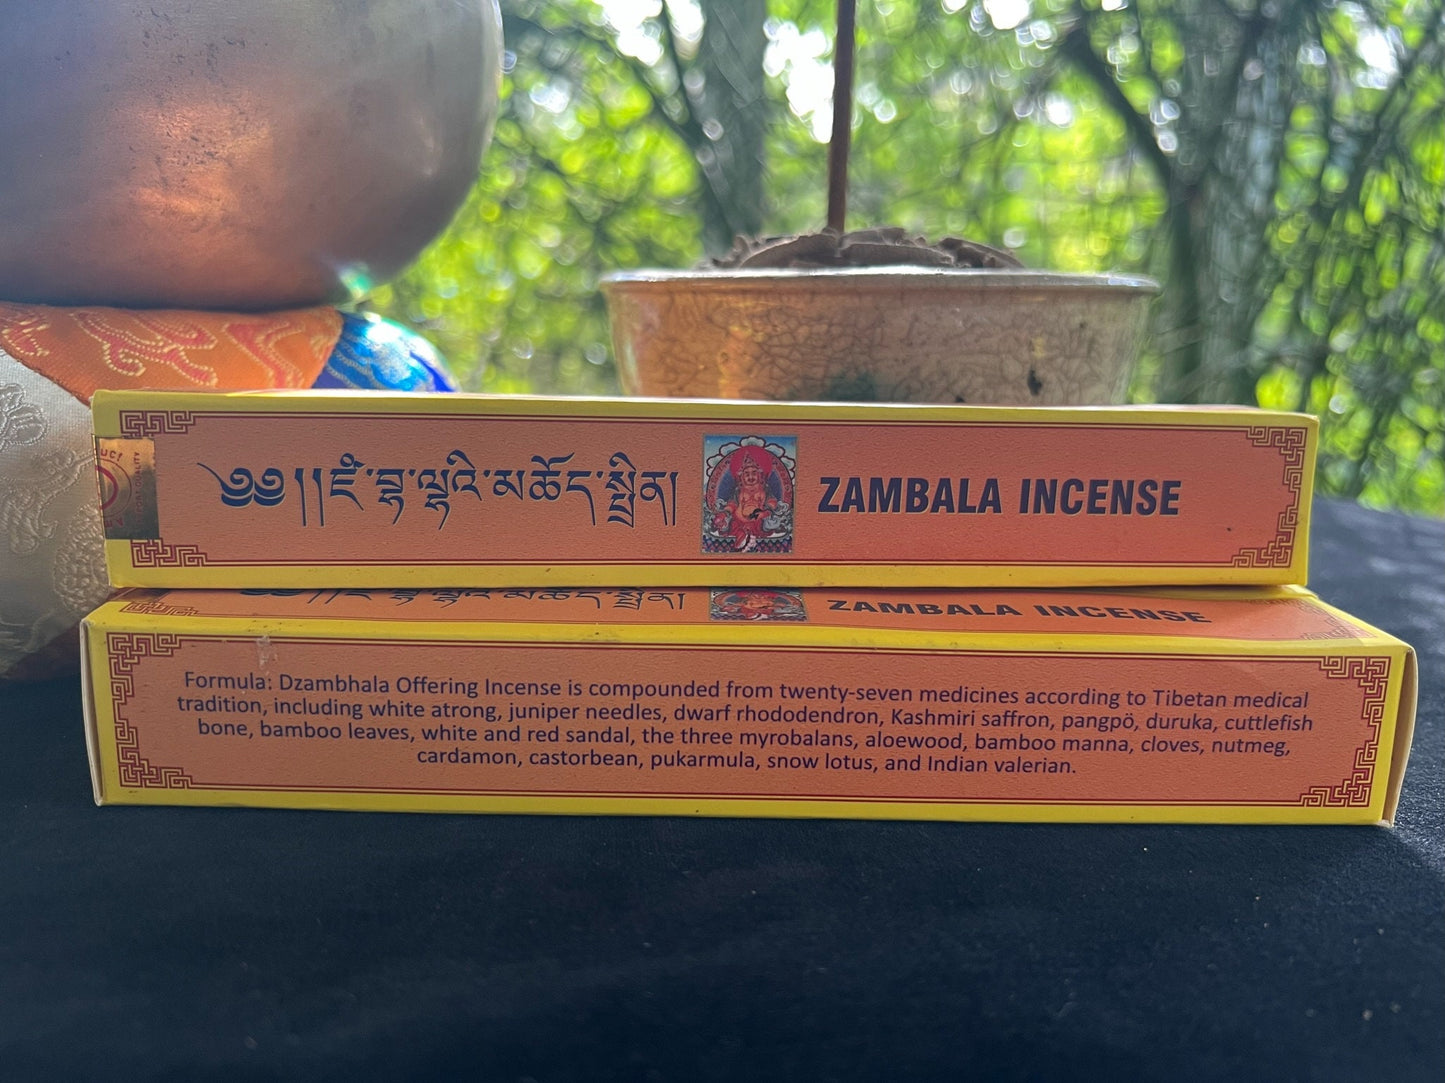 ༄༅།།ཛཾ་བྷ་ལྷའི་མཆོད་སྤྲིན།
ZAMBALA INCENSE
ZAMBALA INCENSE
Formula: Dzambhala Offering Incense is compounded from twenty-seven medicines according to Tibetan medical
tradition, including white atrong, juniper needles, dwarf rhododendron, Kashmiri saffron, pangpö, duruka, cuttlefish
bone, bamboo leaves, white and red sandal, the three myrobalans, aloewood, bamboo manna, cloves, nutmeg,
cardamon, castorbean, pukarmula, snow lotus, and Indian valerian.